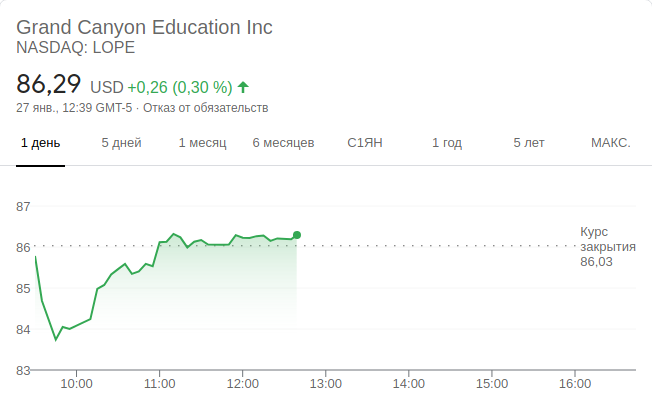 Grand Canyon Education Inc
NASDAQ: LOPE
86,29 USD +0,26 (0,30 %)
27 янв., 12:39 GMT-5 · Отказ от обязательств
1 день 5 дней 1 месяц 6 месяцев С1ЯН 1 год 5 лет МАКС.
87
86
85
84
83
Курс
закрытия
86,03
10:00 11:00 12:00 13:00 14:00 15:00 16:00